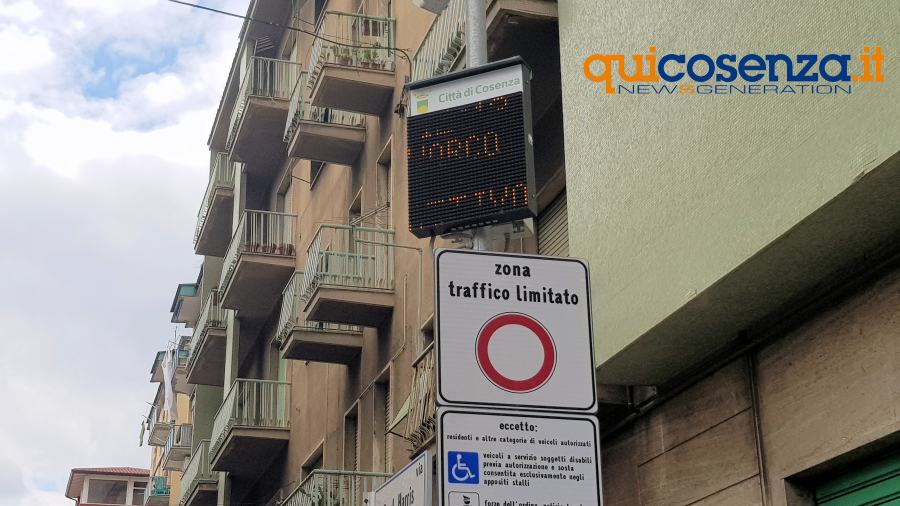 quicosenza.it
NEWSGENERATION
Città di Cosenza
VARCO
zona
traffico limitato
eccetto:
residenti e altre categorie di veicoli autorizzati
veicoli a servizio soggetti disabili
previa autorizzazione e sosta
consentita esclusivamente negli
appositi stalli
via